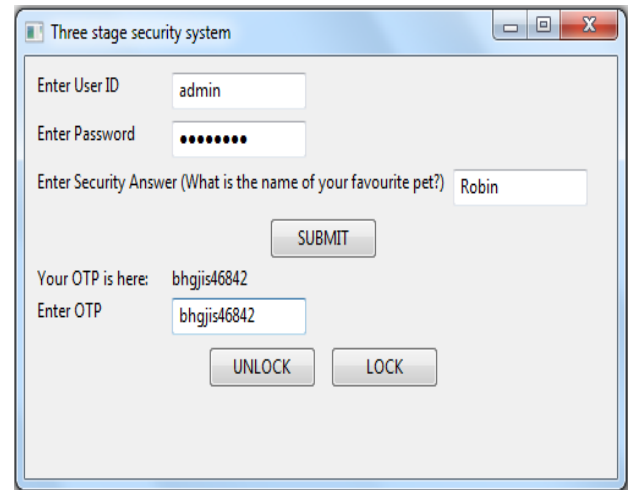 Three stage security system
Enter User ID admin
Enter Password ••••••••
Enter Security Answer (What is the name of your favourite pet?) Robin
SUBMIT
Your OTP is here: bhgjis46842
Enter OTP bhgjis46842
UNLOCK LOCK